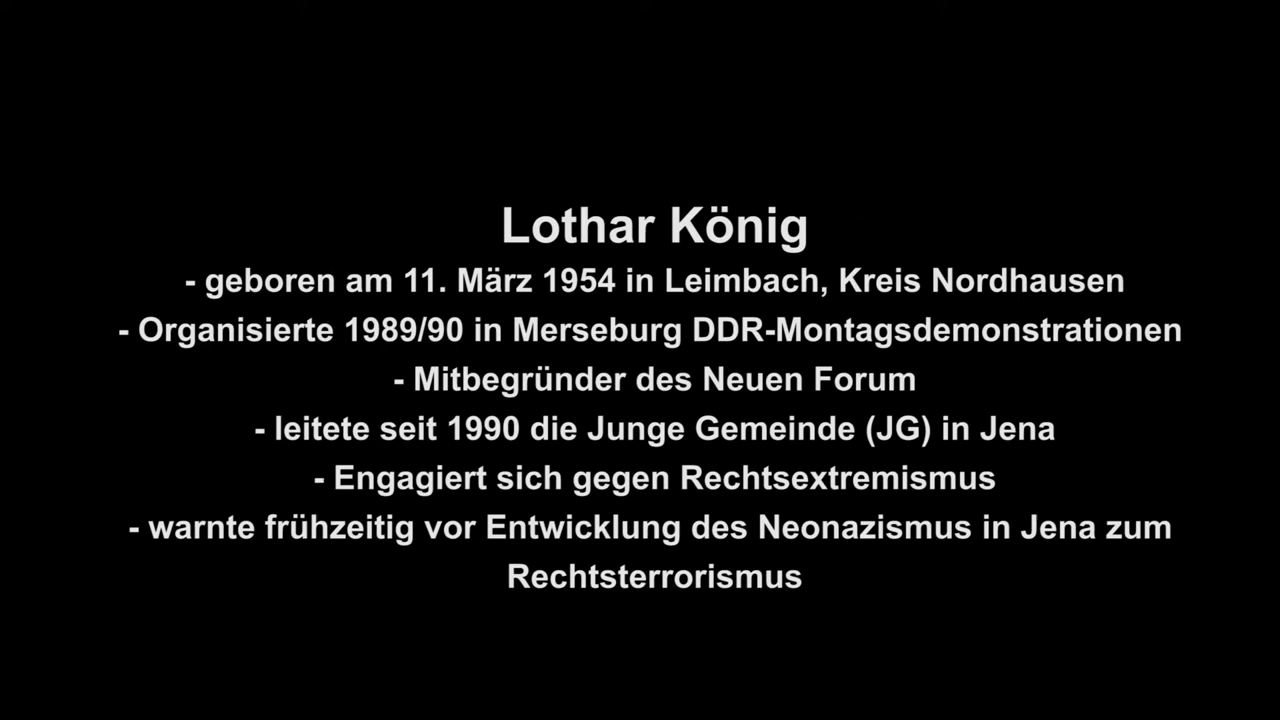 Lothar König
- geboren am 11. März 1954 in Leimbach, Kreis Nordhausen
- Organisierte 1989/90 in Merseburg DDR-Montagsdemonstrationen
- Mitbegründer des Neuen Forum
- leitete seit 1990 die Junge Gemeinde (JG) in Jena
- Engagiert sich gegen Rechtsextremismus
- warnte frühzeitig vor Entwicklung des Neonazismus in Jena zum
Rechtsterrorismus